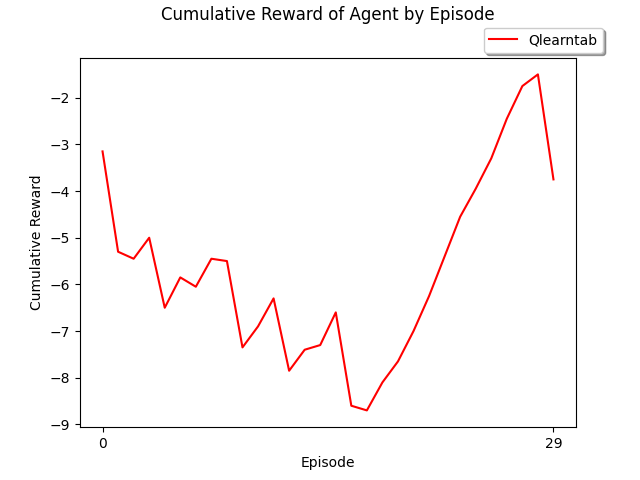 Cumulative Reward of Agent by Episode
Qlearntab
−2
−3
−4
−5
−6
−7
−8
−9
Cumulative Reward
0
29
Episode